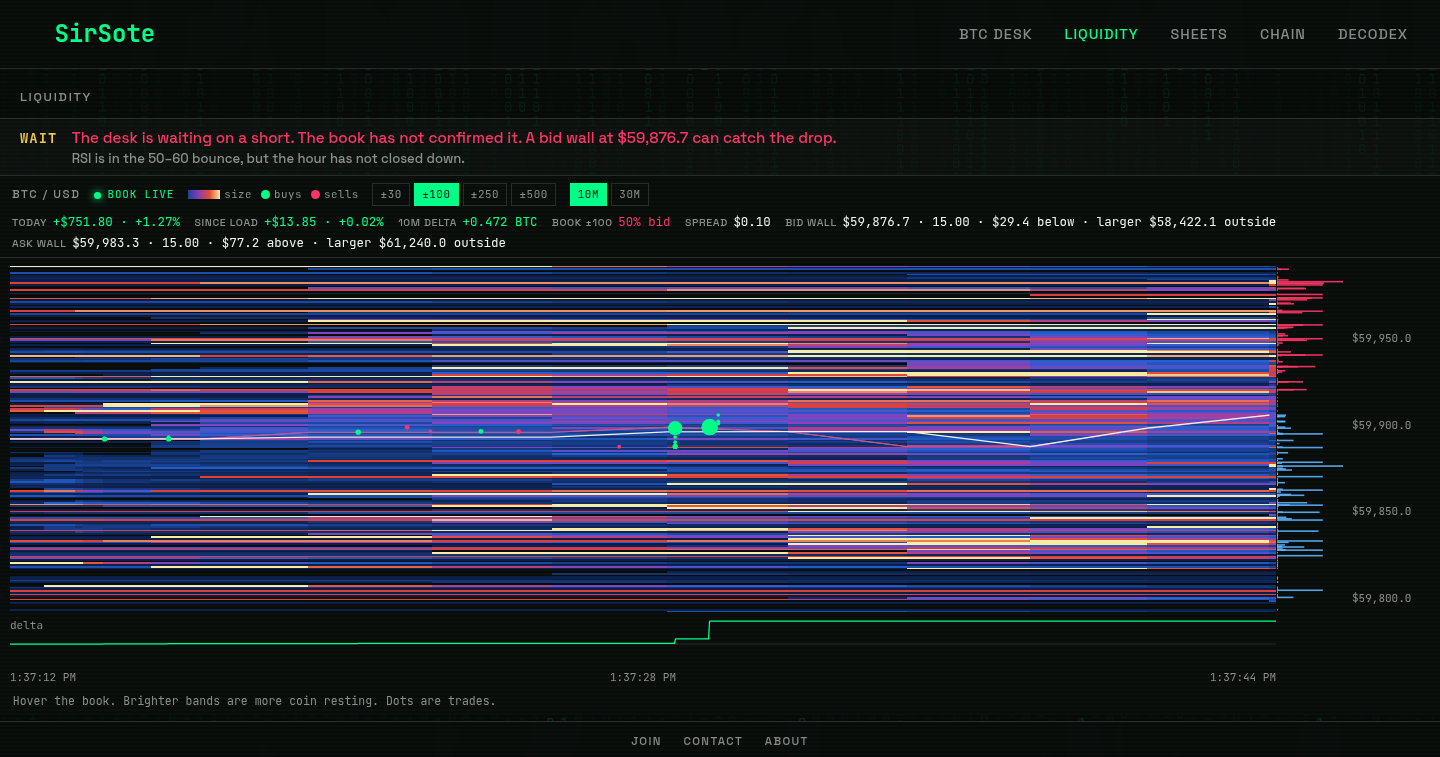 SirSote
BTC DESK LIQUIDITY SHEETS CHAIN DECODEX
LIQUIDITY
WAIT The desk is waiting on a short. The book has not confirmed it. A bid wall at $59,876.7 can catch the drop.
RSI is in the 50–60 bounce, but the hour has not closed down.
BTC / USD BOOK LIVE size buys sells ±30 ±100 ±250 ±500 10M 30M
TODAY +$751.80 · +1.27% SINCE LOAD +$13.85 · +0.02% 10M DELTA +0.472 BTC BOOK ±100 50% bid SPREAD $0.10 BID WALL $59,876.7 · 15.00 · $29.4 below · larger $58,422.1 outside
ASK WALL $59,983.3 · 15.00 · $77.2 above · larger $61,240.0 outside
$59,950.0
$59,900.0
$59,850.0
$59,800.0
delta
1:37:12 PM 1:37:28 PM 1:37:44 PM
Hover the book. Brighter bands are more coin resting. Dots are trades.
JOIN CONTACT ABOUT